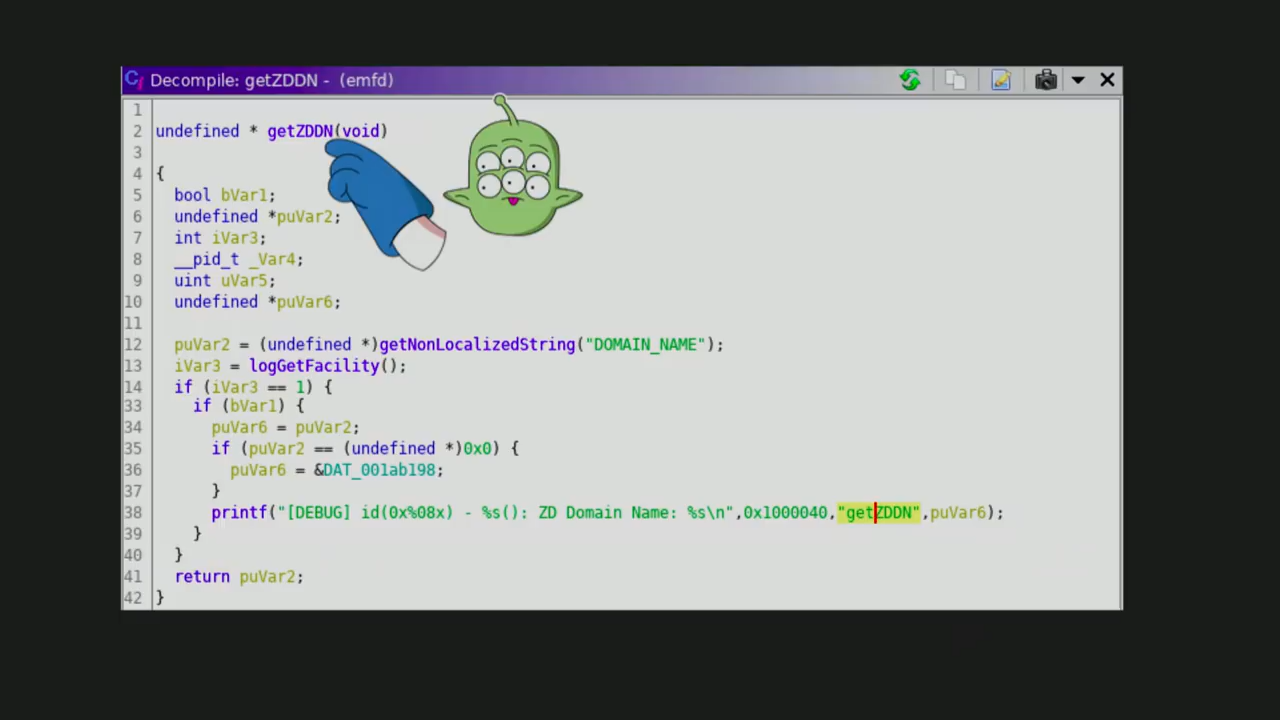 Decompile: getZDDN - (emfd)
1
2 undefined * getZDDN(void)
3
4 {
5 bool bVar1;
6 undefined *puVar2;
7 int iVar3;
8 __pid_t _Var4;
9 uint uVar5;
10 undefined *puVar6;
11
12 puVar2 = (undefined *)getNonLocalizedString("DOMAIN_NAME");
13 iVar3 = logGetFacility();
14 if (iVar3 == 1) {
33 if (bVar1) {
34 puVar6 = puVar2;
35 if (puVar2 == (undefined *)0x0) {
36 puVar6 = &DAT_001ab198;
37 }
38 printf("[DEBUG] id(0x%08x) - %s(): ZD Domain Name: %s\n",0x1000040,"getZDDN",puVar6);
39 }
40 }
41 return puVar2;
42 }